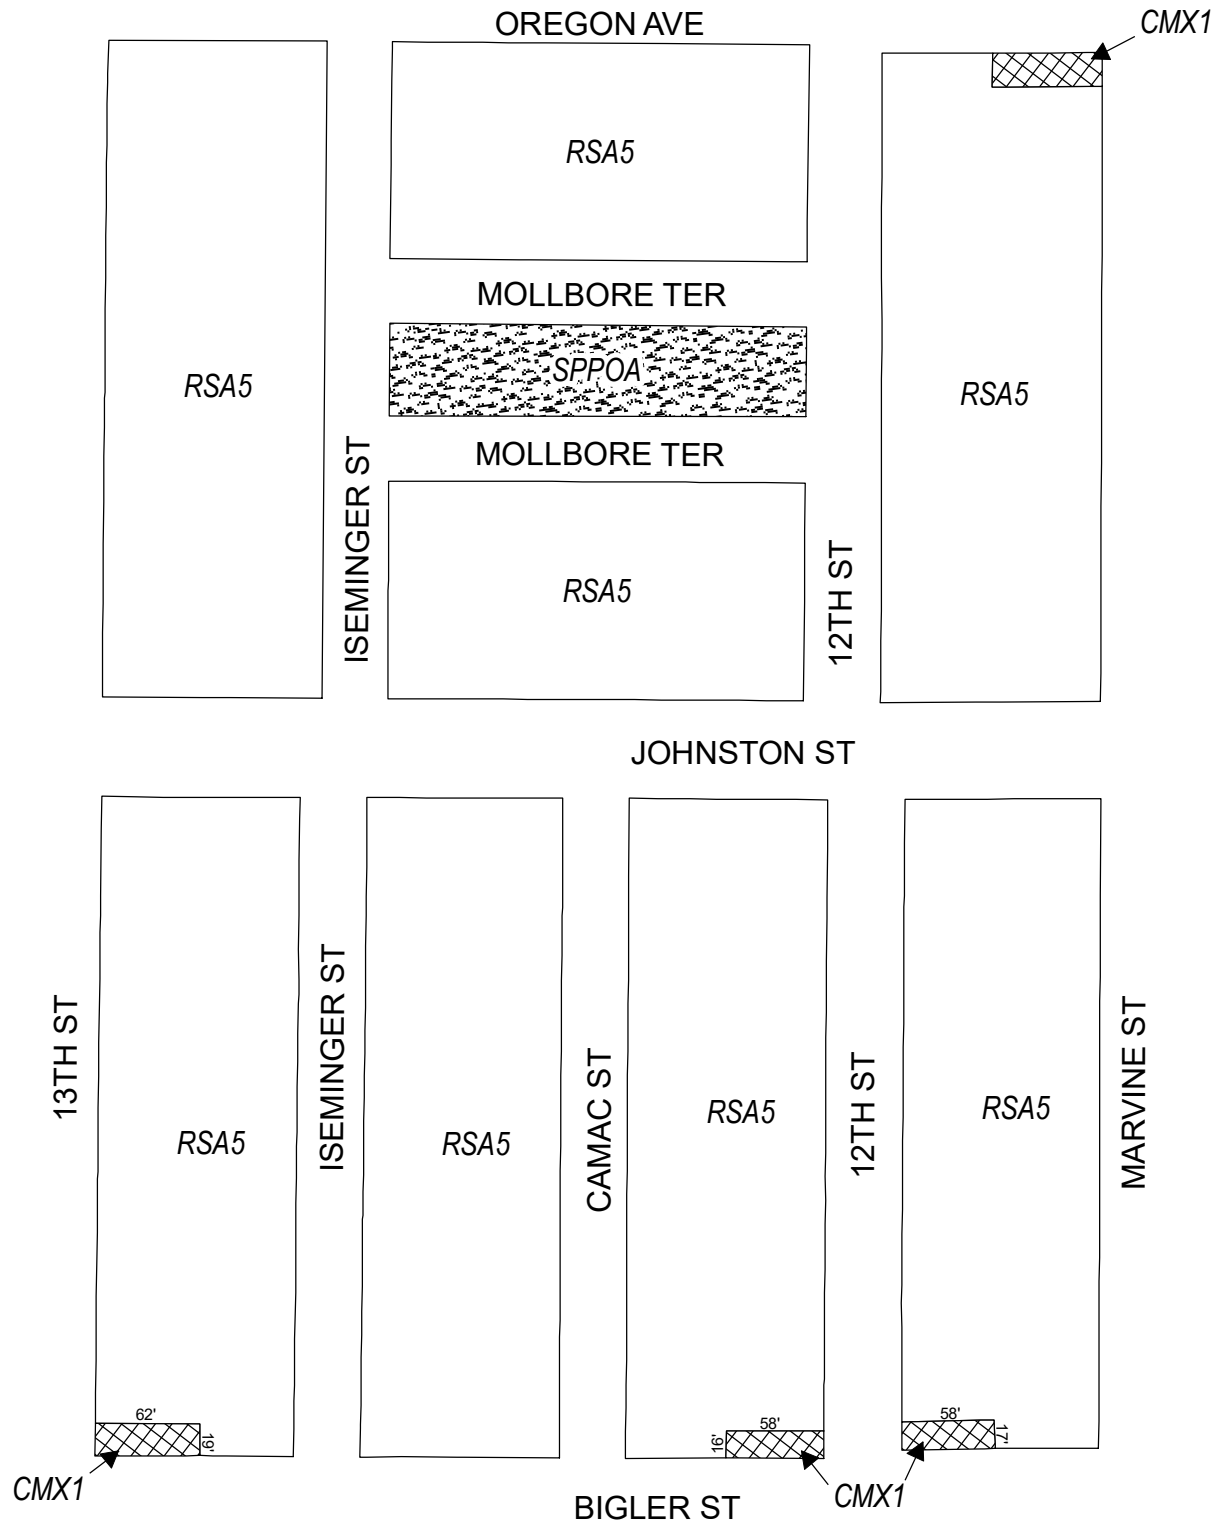 OREGON AVE
CMX1
RSA5
MOLLBORE TER
SPPOA
RSA5
RSA5
MOLLBORE TER
ISEMINGER ST
RSA5
12TH ST
JOHNSTON ST
13TH ST
ISEMINGER ST
CAMAC ST
12TH ST
MARVINE ST
RSA5
RSA5
RSA5
RSA5
62'
19'
58'
16'
58'
17'
CMX1
CMX1
BIGLER ST